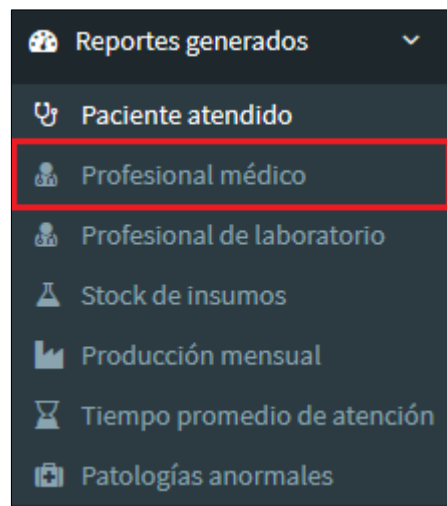 Reportes generados
Paciente atendido
Profesional médico
Profesional de laboratorio
Stock de insumos
Producción mensual
Tiempo promedio de atención
Patologías anormales